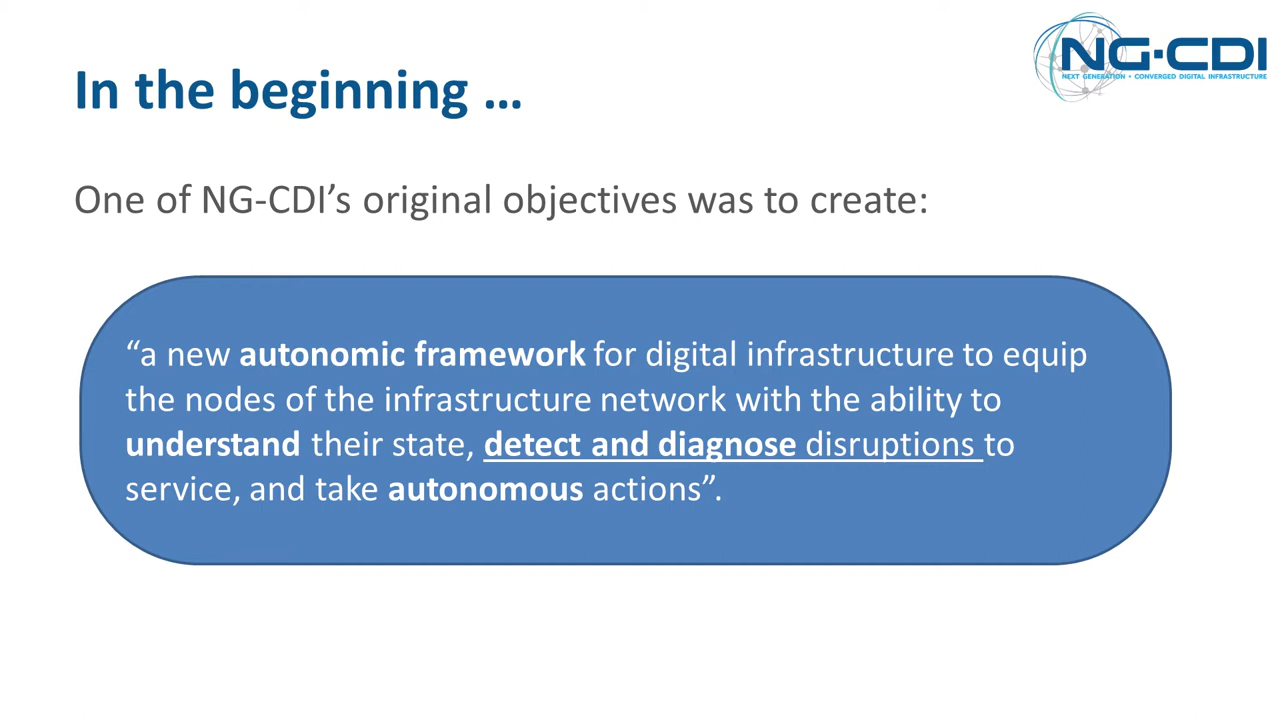 NG-CDI
NEXT GENERATION • CONVERGED DIGITAL INFRASTRUCTURE
In the beginning …
One of NG-CDI’s original objectives was to create:
“a new autonomic framework for digital infrastructure to equip
the nodes of the infrastructure network with the ability to
understand their state, detect and diagnose disruptions to
service, and take autonomous actions”.